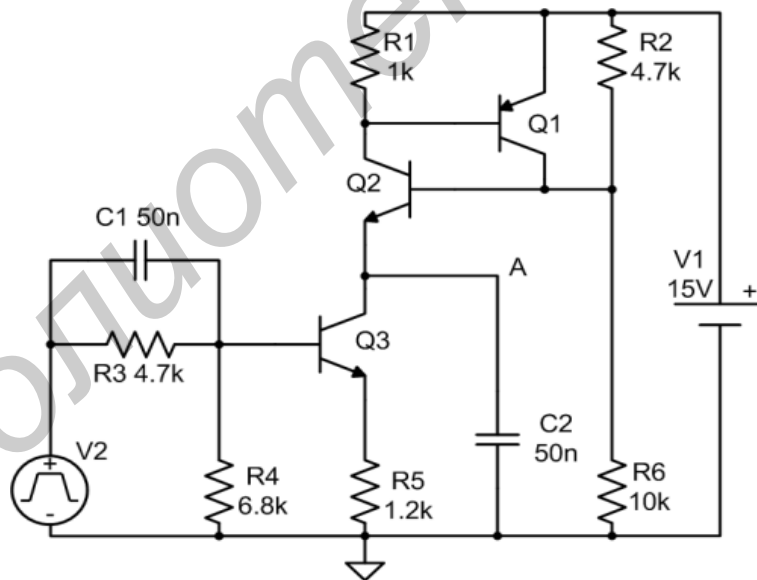 R1
1k
R2
4.7k
Q1
Q2
C1 50n
A
V1
15V
+
Q3
R3 4.7k
V2
+
-
C2
50n
R4
6.8k
R5
1.2k
R6
10k